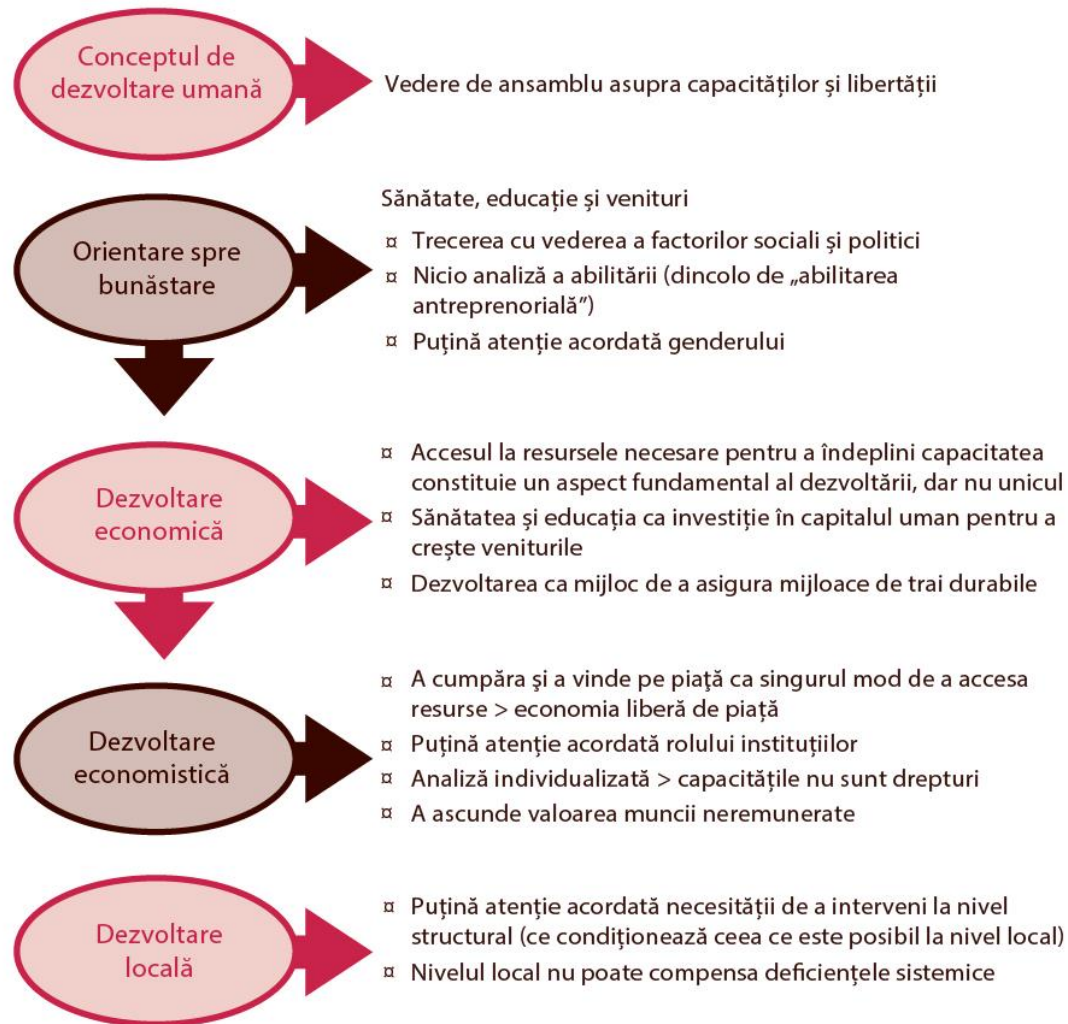 Conceptul de
dezvoltare umană
Vedere de ansamblu asupra capacităților și libertății
Orientare spre
bunăstare
Sănătate, educație și venituri
¤ Trecerea cu vederea a factorilor sociali și politici
¤ Nicio analiză a abilitării (dincolo de „abilitarea
antreprenorială”)
¤ Puțină atenție acordată genderului
Dezvoltare
economică
¤ Accesul la resursele necesare pentru a îndeplini capacitatea
constituie un aspect fundamental al dezvoltării, dar nu unicul
¤ Sănătatea și educația ca investiție în capitalul uman pentru a
crește veniturile
¤ Dezvoltarea ca mijloc de a asigura mijloace de trai durabile
Dezvoltare
economistică
¤ A cumpăra şi a vinde pe piaţă ca singurul mod de a accesa
resurse > economia liberă de piață
¤ Puțină atenție acordată rolului instituțiilor
¤ Analiză individualizată > capacitățile nu sunt drepturi
¤ A ascunde valoarea muncii neremunerate
Dezvoltare
locală
¤ Puțină atenție acordată necesității de a interveni la nivel
structural (ce condiționează ceea ce este posibil la nivel local)
¤ Nivelul local nu poate compensa deficiențele sistemice